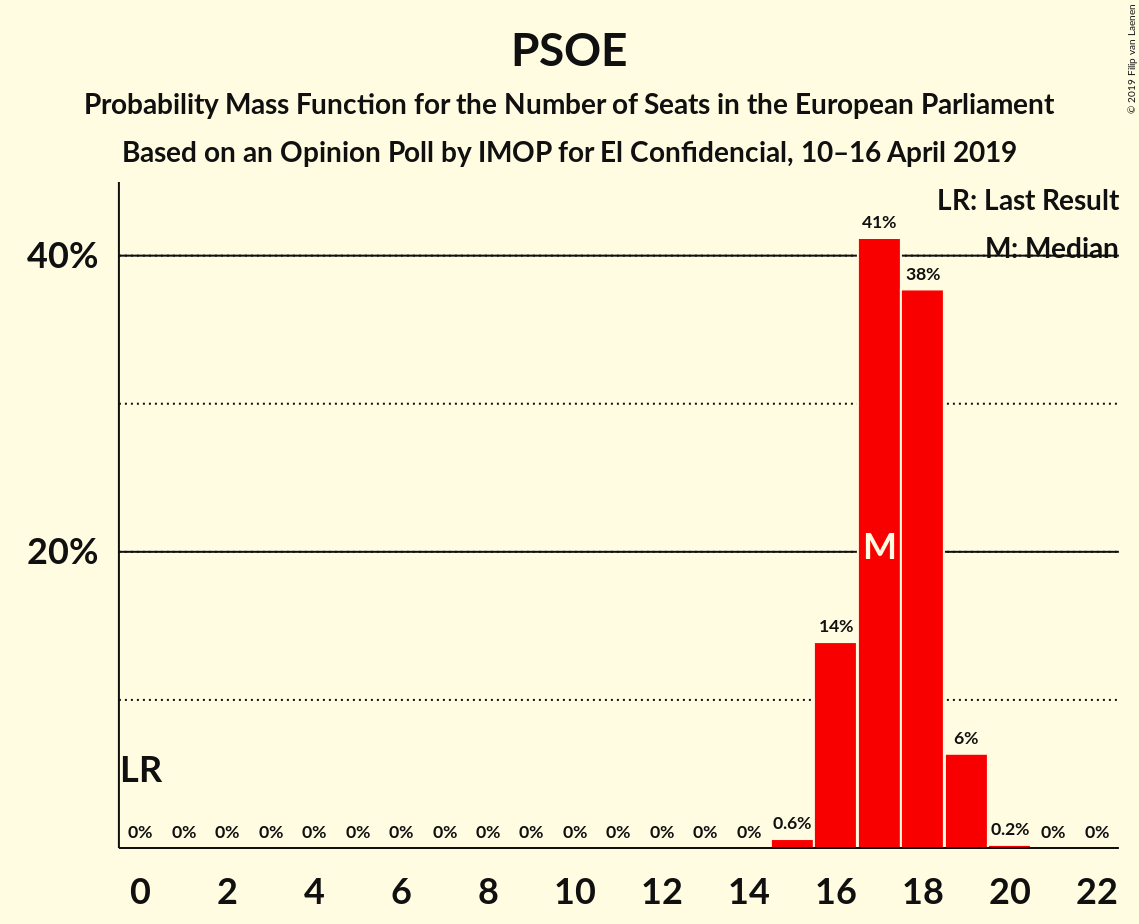 PSOE
Probability Mass Function for the Number of Seats in the European Parliament
Based on an Opinion Poll by IMOP for El Confidencial, 10–16 April 2019
© 2019 Filip van Laenen
LR: Last Result
M: Median
40%
20%
41%
38%
M
14%
6%
LR
0% 0% 0% 0% 0% 0% 0% 0% 0% 0% 0% 0% 0% 0% 0% 0.6% 0.2% 0% 0%
0 2 4 6 8 10 12 14 16 18 20 22